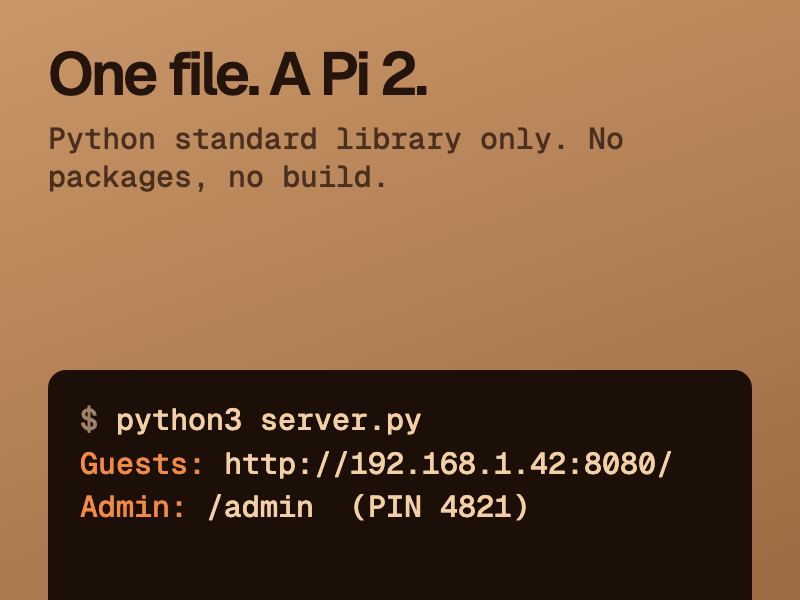 One file. A Pi 2.
Python standard library only. No
packages, no build.
$ python3 server.py
Guests: http://192.168.1.42:8080/
Admin: /admin  (PIN 4821)